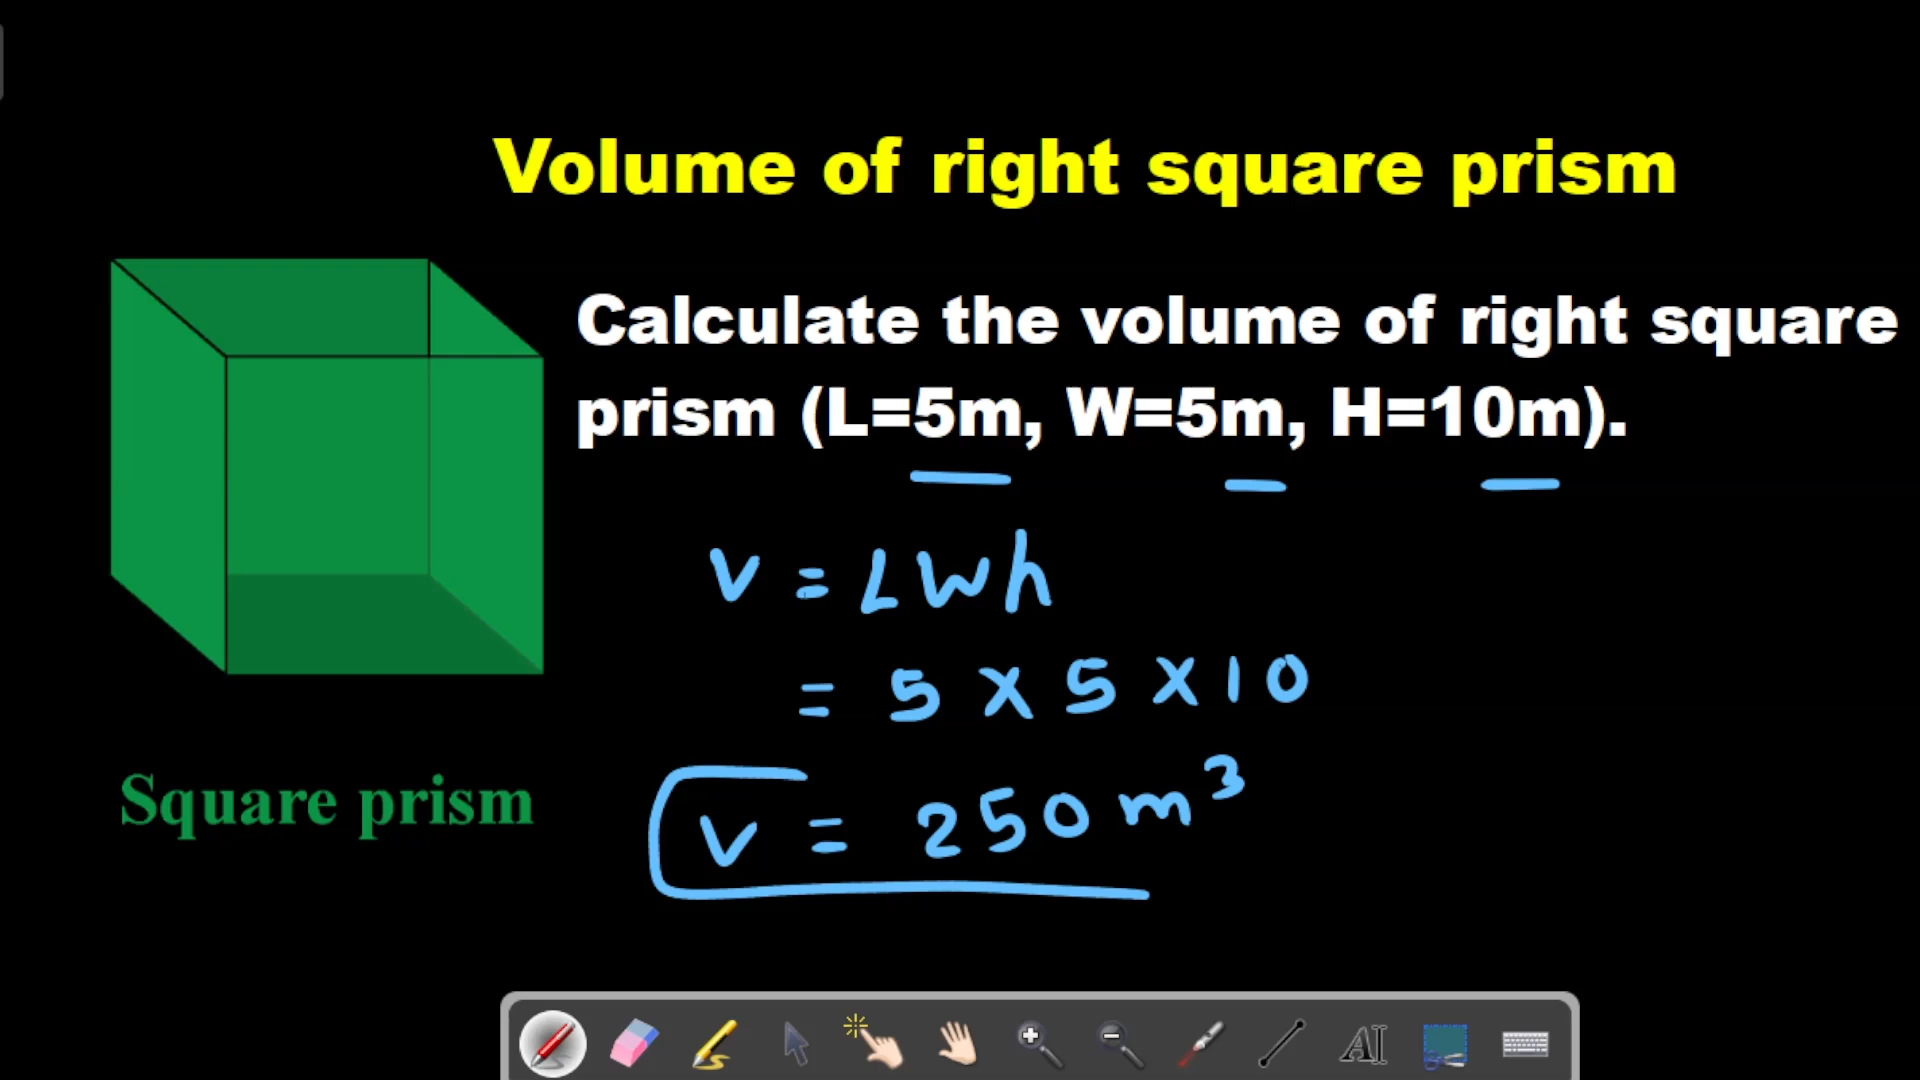 Volume of right square prism
Calculate the volume of right square
prism (L=5m, W=5m, H=10m).
V = LWh
= 5 X 5 X 10
V = 250 m³
Square prism
AI